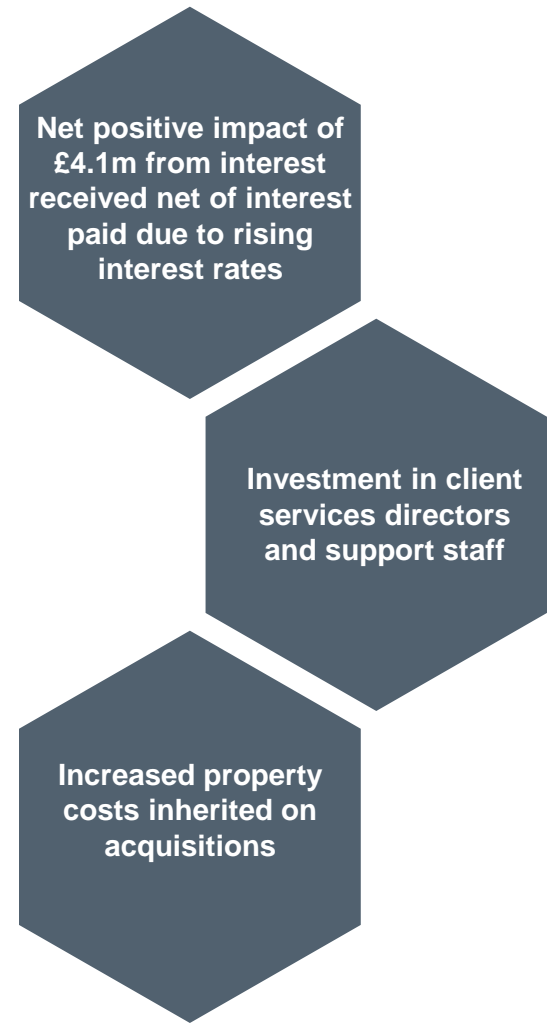 Net positive impact of
£4.1m from interest
received net of interest
paid due to rising
interest rates
Investment in client
services directors
and support staff
Increased property
costs inherited on
acquisitions